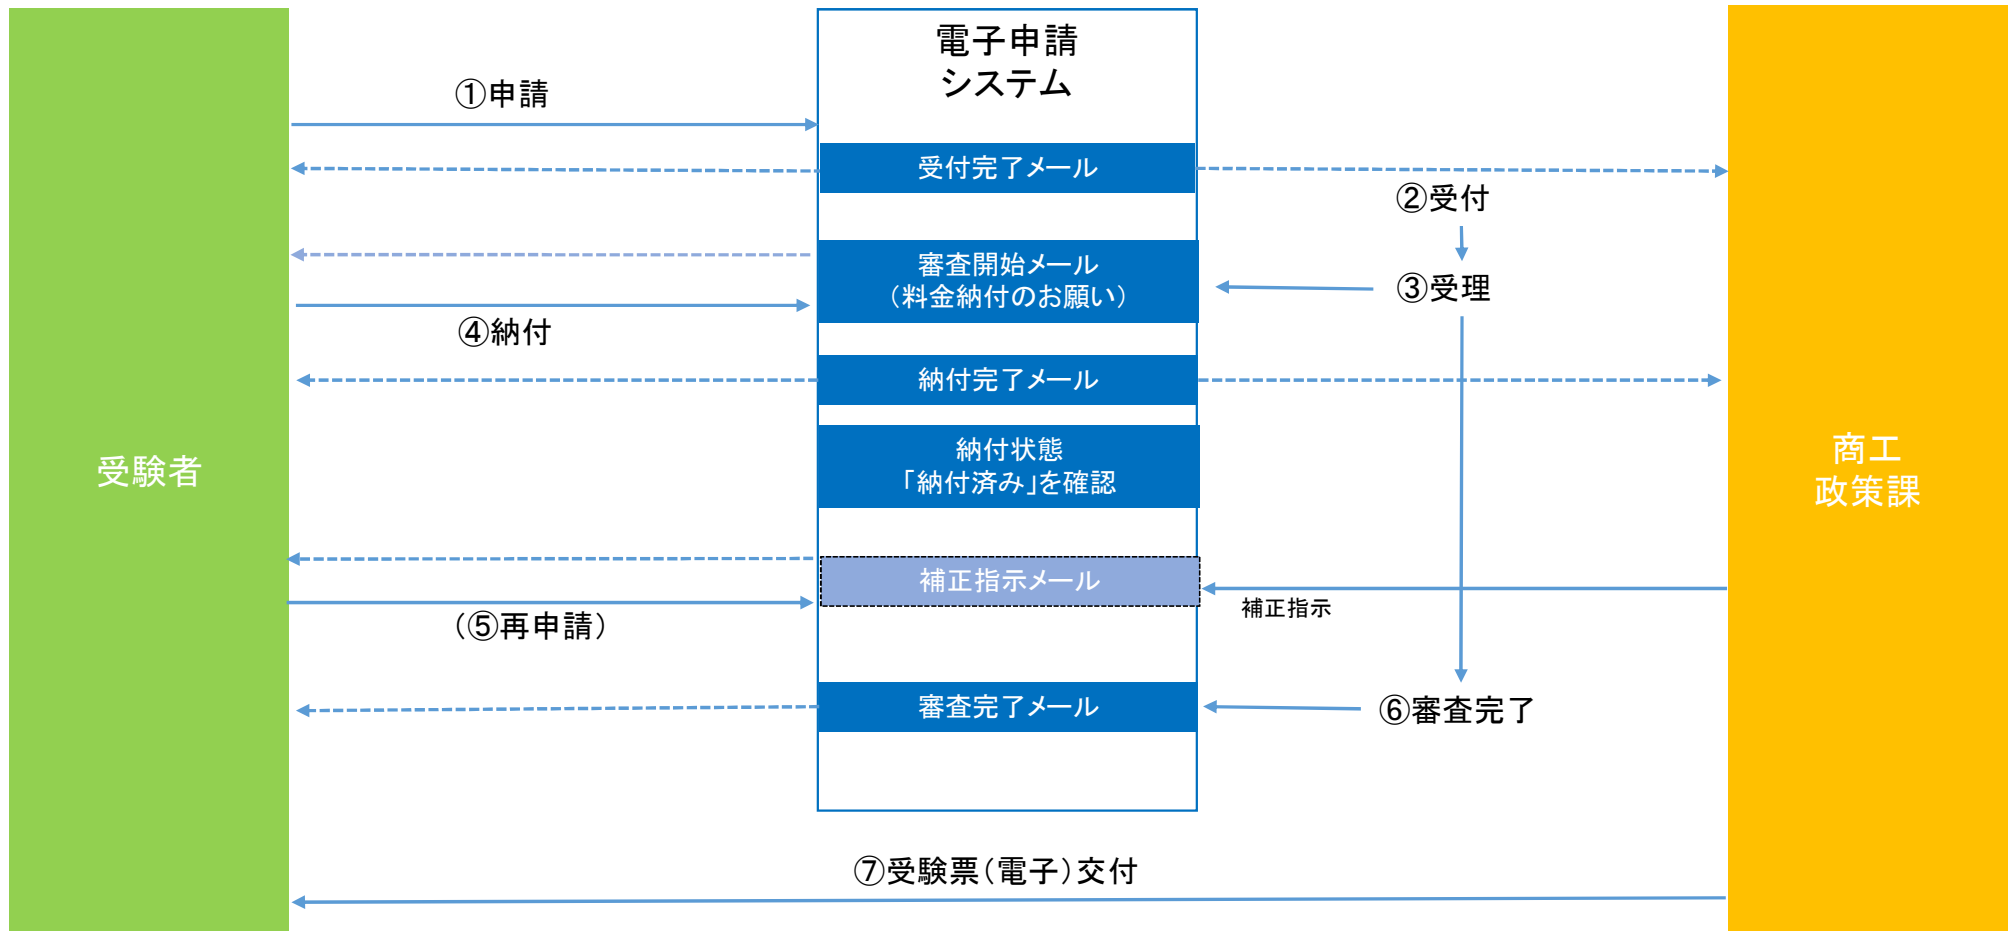 電子申請
システム
①申請
受付完了メール
②受付
審査開始メール
（料金納付のお願い）
③受理
④納付
納付完了メール
受験者
納付状態
「納付済み」を確認
商工
政策課
補正指示メール
補正指示
（⑤再申請）
審査完了メール
⑥審査完了
⑦受験票（電子）交付